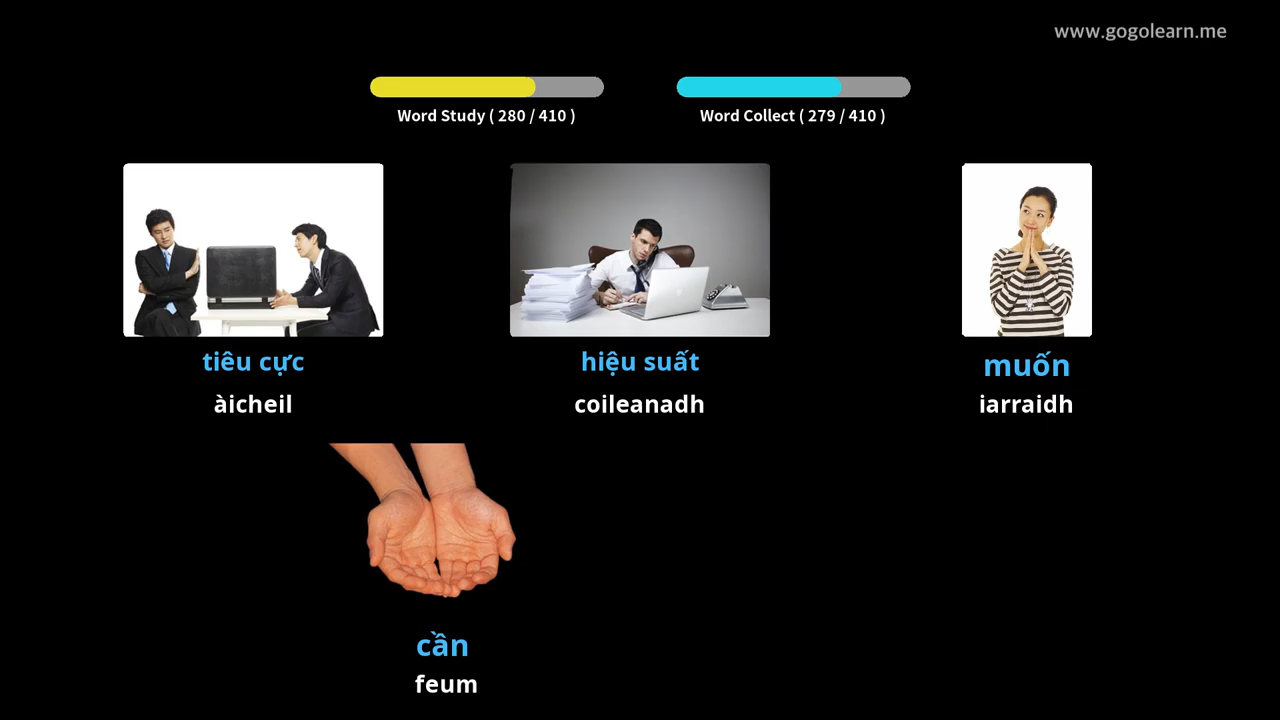 www.gogolearn.me
Word Study ( 280 / 410 )
Word Collect ( 279 / 410 )
tiêu cực
àicheil
hiệu suất
coileanadh
muốn
iarraidh
cần
feum